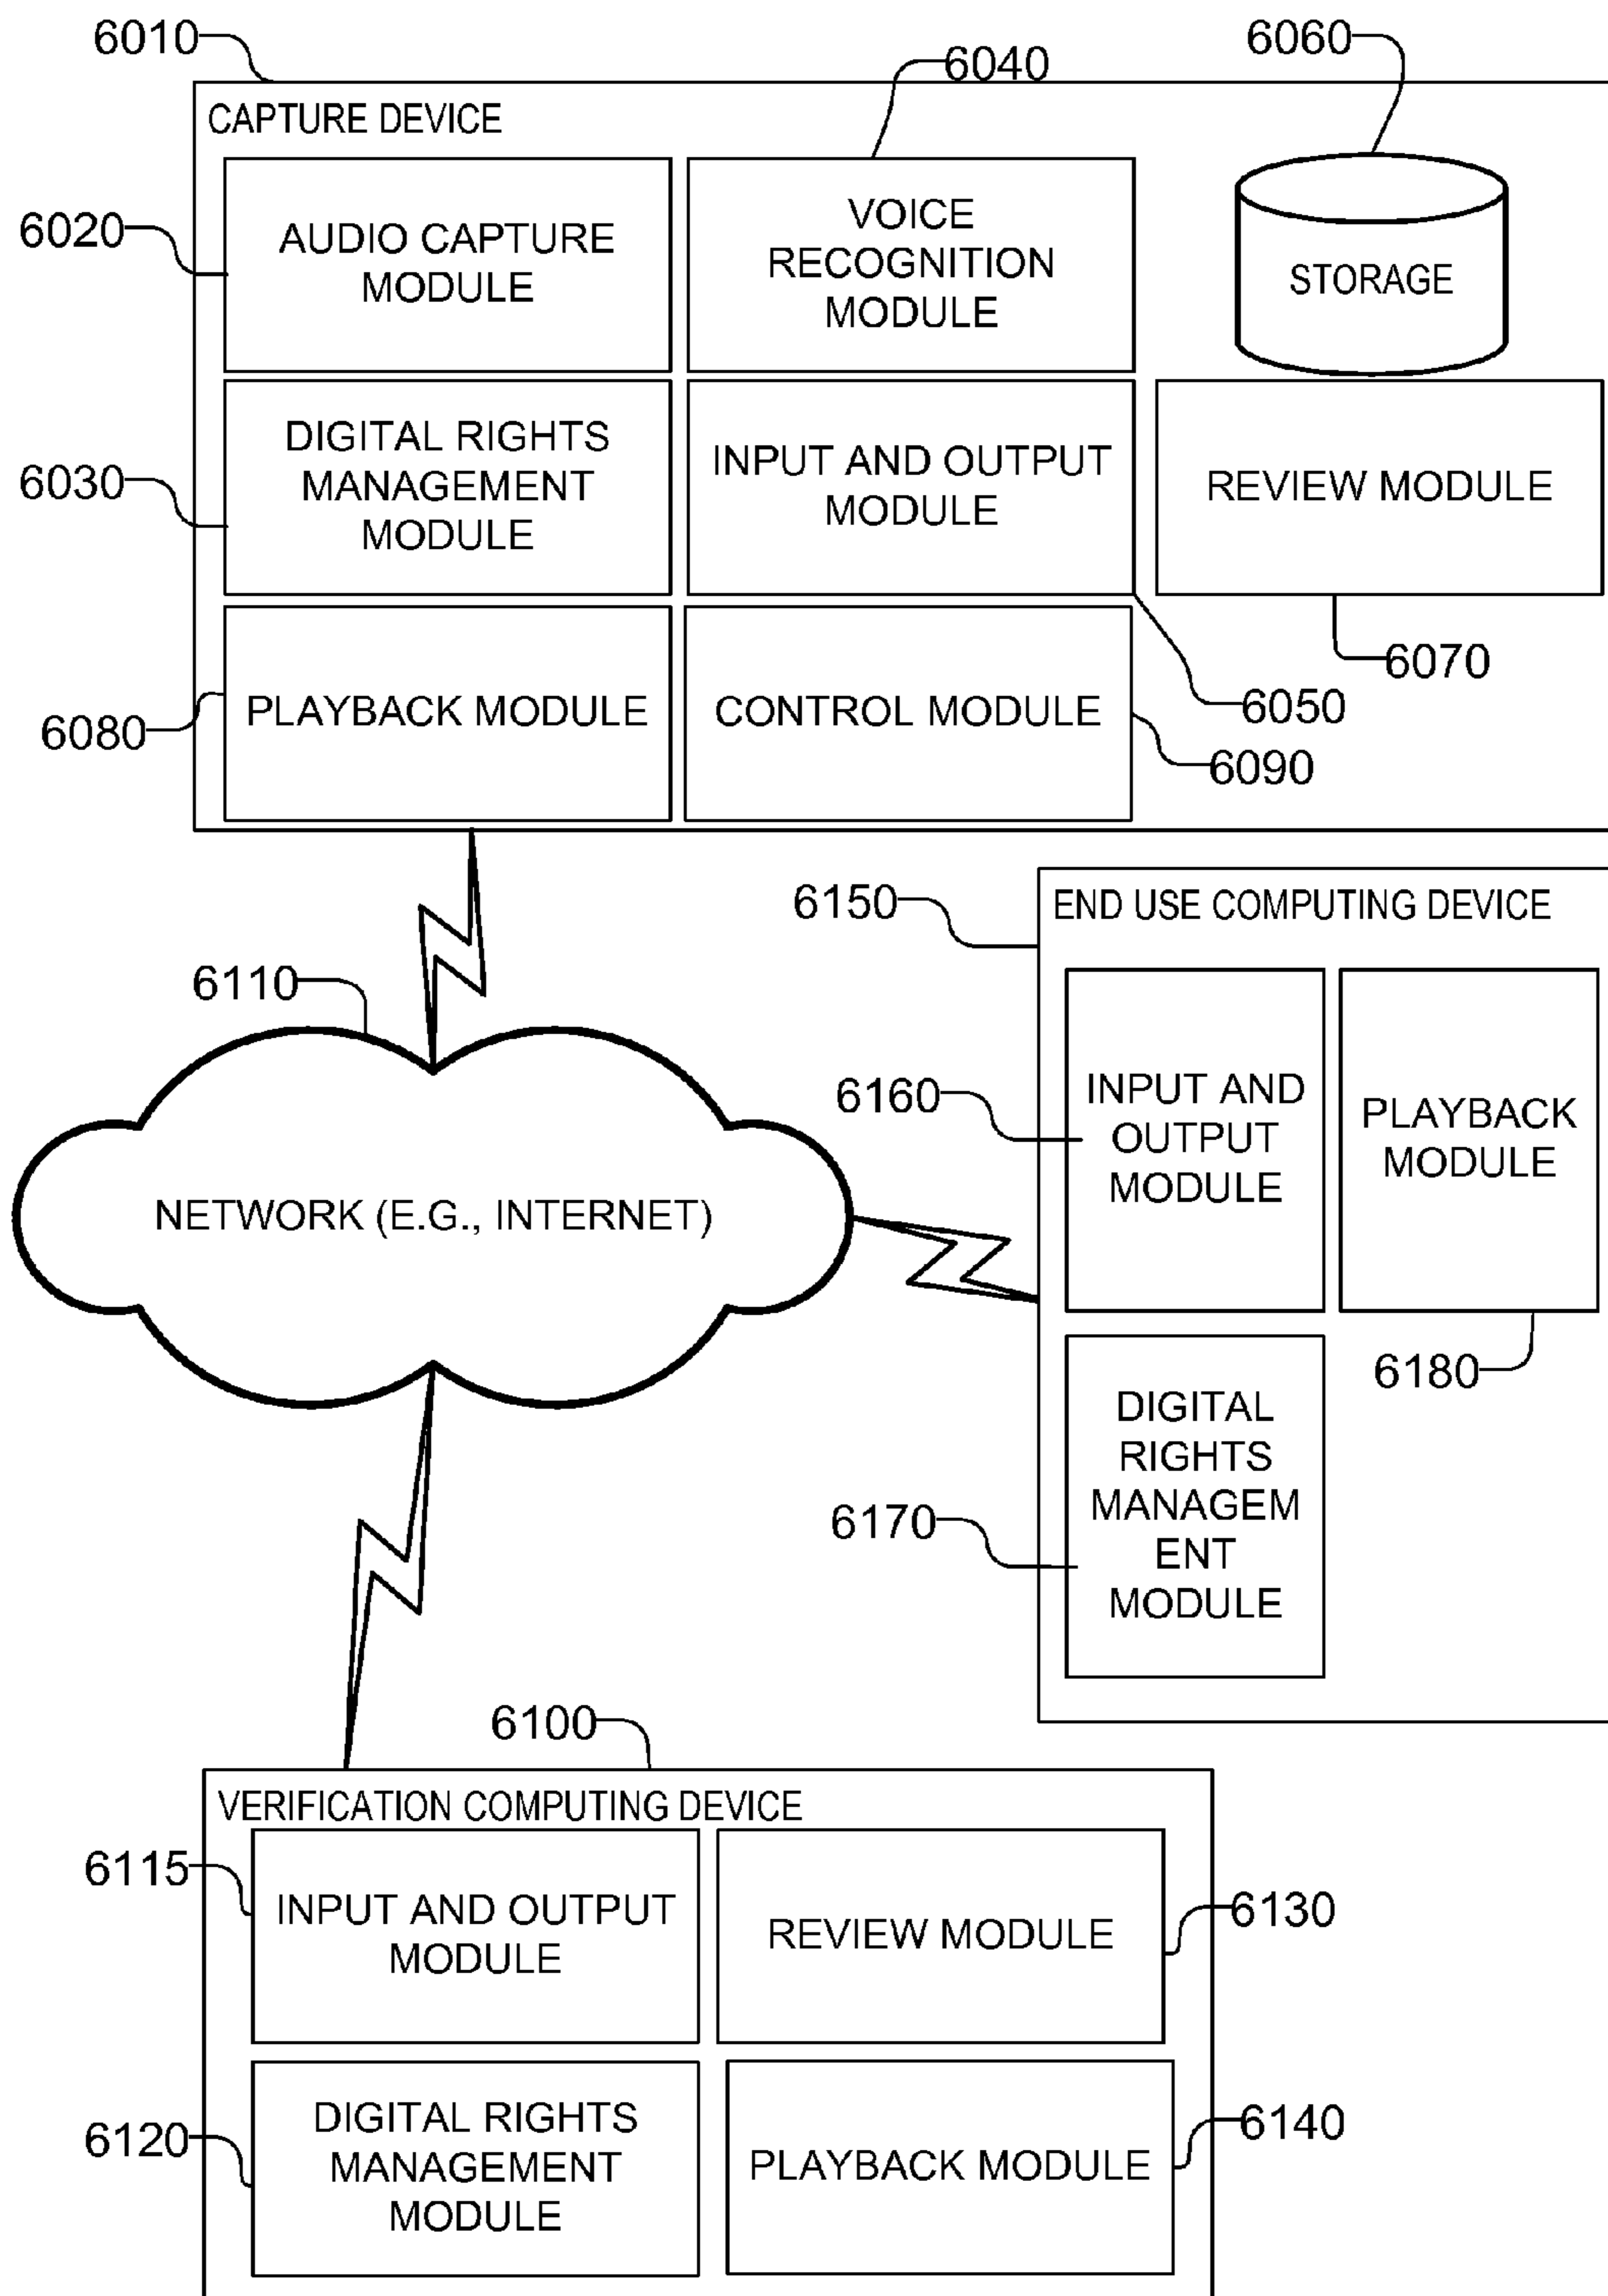 6010
6040
6060
CAPTURE DEVICE
6020
AUDIO CAPTURE
MODULE
VOICE
RECOGNITION
MODULE
STORAGE
6030
DIGITAL RIGHTS
MANAGEMENT
MODULE
INPUT AND OUTPUT
MODULE
REVIEW MODULE
6070
6050
6080
PLAYBACK MODULE
CONTROL MODULE
6090
6150
END USE COMPUTING DEVICE
6110
NETWORK (E.G., INTERNET)
6160
INPUT AND
OUTPUT
MODULE
PLAYBACK
MODULE
6180
6170
DIGITAL
RIGHTS
MANAGEM
ENT
MODULE
6100
VERIFICATION COMPUTING DEVICE
6115
INPUT AND OUTPUT
MODULE
REVIEW MODULE
6130
6120
DIGITAL RIGHTS
MANAGEMENT
MODULE
PLAYBACK MODULE
6140